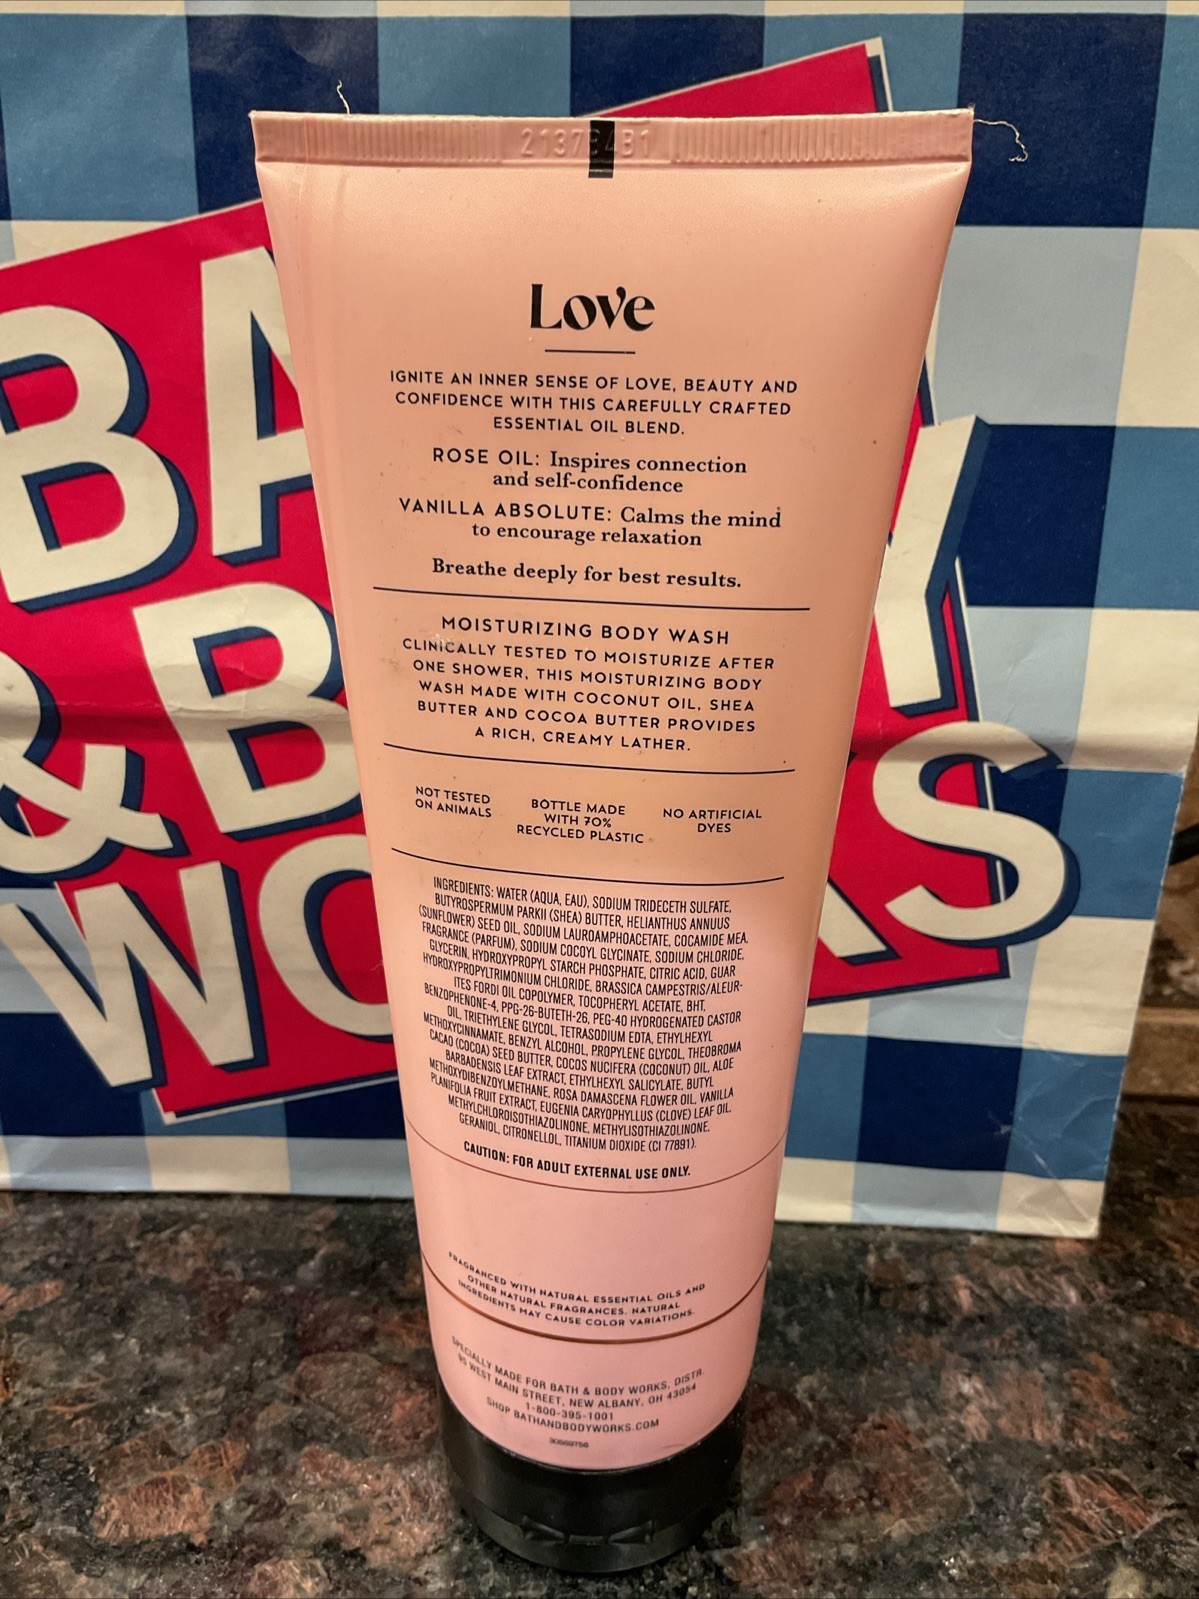 BA
& B
WO
Y
KS
Love
IGNITE AN INNER SENSE OF LOVE, BEAUTY AND
CONFIDENCE WITH THIS CAREFULLY CRAFTED
ESSENTIAL OIL BLEND.
ROSE OIL: Inspires connection
and self-confidence
VANILLA ABSOLUTE: Calms the mind
to encourage relaxation
Breathe deeply for best results.
MOISTURIZING BODY WASH
CLINICALLY TESTED TO MOISTURIZE AFTER
ONE SHOWER, THIS MOISTURIZING BODY
WASH MADE WITH COCONUT OIL, SHEA
BUTTER AND COCOA BUTTER PROVIDES
A RICH, CREAMY LATHER.
NOT TESTED
ON ANIMALS
BOTTLE MADE
WITH 70%
RECYCLED PLASTIC
NO ARTIFICIAL
DYES
INGREDIENTS: WATER (AQUA, EAU), SODIUM TRIDECETH SULFATE,
BUTYROSPERMUM PARKII (SHEA) BUTTER, HELIANTHUS ANNUUS
(SUNFLOWER) SEED OIL, SODIUM LAUROAMPHOACETATE, COCAMIDE MEA,
FRAGRANCE (PARFUM), SODIUM COCOYL GLYCINATE, SODIUM CHLORIDE,
GLYCERIN, HYDROXYPROPYL STARCH PHOSPHATE, CITRIC ACID, GUAR
HYDROXYPROPYLTRIMONIUM CHLORIDE, BRASSICA CAMPESTRIS/ALEUR-
ITES FORDI OIL COPOLYMER, TOCOPHERYL ACETATE, BHT,
BENZOPHENONE-4, PPG-26-BUTETH-26, PEG-40 HYDROGENATED CASTOR
OIL, TRIETHYLENE GLYCOL, TETRASODIUM EDTA, ETHYLHEXYL
METHOXYCINNAMATE, BENZYL ALCOHOL, PROPYLENE GLYCOL, THEOBROMA
CACAO (COCOA) SEED BUTTER, COCOS NUCIFERA (COCONUT) OIL, ALOE
BARBADENSIS LEAF EXTRACT, ETHYLHEXYL SALICYLATE, BUTYL
METHOXYDIBENZOYLMETHANE, ROSA DAMASCENA FLOWER OIL, VANILLA
PLANIFOLIA FRUIT EXTRACT, EUGENIA CARYOPHYLLUS (CLOVE) LEAF OIL,
METHYLCHLOROISOTHIAZOLINONE, METHYLISOTHIAZOLINONE,
GERANIOL, CITRONELLOL, TITANIUM DIOXIDE (CI 77891).
CAUTION: FOR ADULT EXTERNAL USE ONLY.
FRAGRANCED WITH NATURAL ESSENTIAL OILS AND
OTHER NATURAL FRAGRANCES. NATURAL
INGREDIENTS MAY CAUSE COLOR VARIATIONS.
SPECIALLY MADE FOR BATH & BODY WORKS, DISTR.
95 WEST MAIN STREET, NEW ALBANY, OH 43054
1-800-395-1001
SHOP BATHANDBODYWORKS.COM